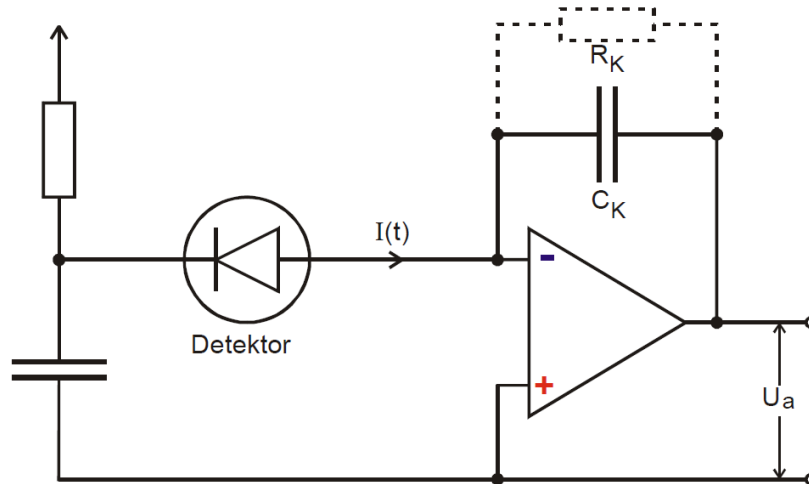 R_K
C_K
I(t)
-
Detektor
+
U_a